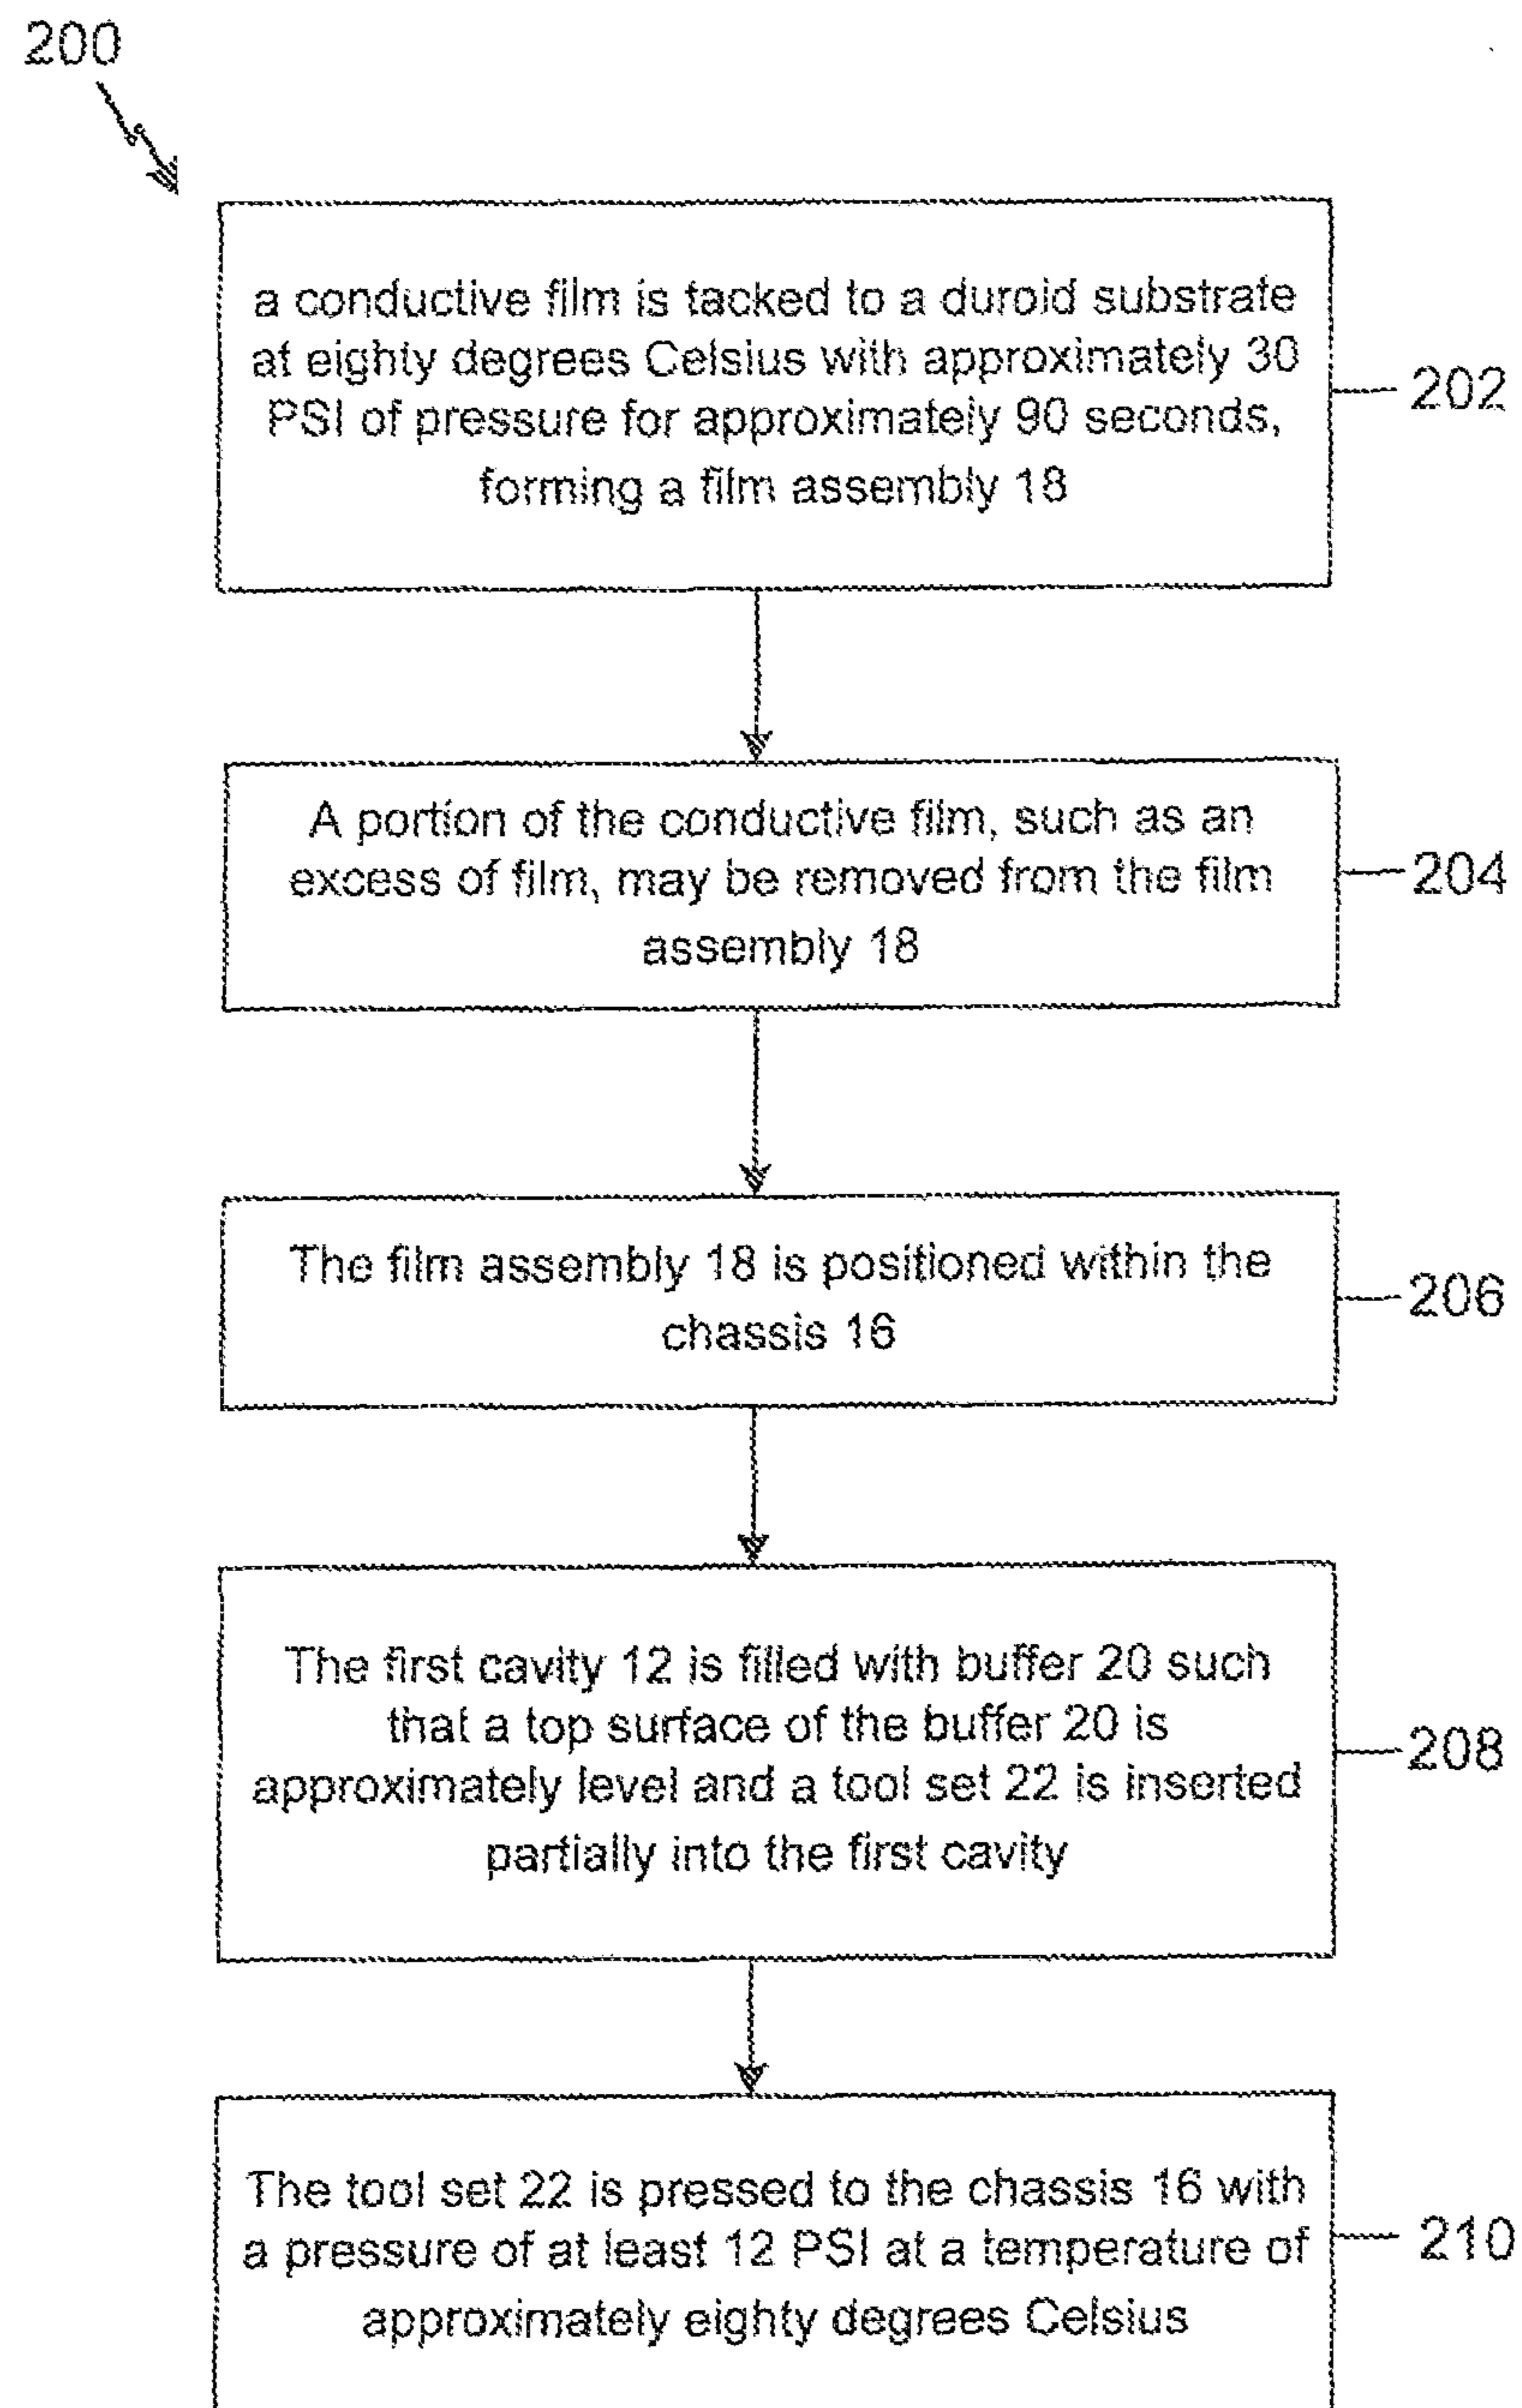 200
a conductive film is tacked to a duroid substrate
at eighty degrees Celsius with approximately 30
PSI of pressure for approximately 90 seconds,
forming a film assembly 18
202
A portion of the conductive film, such as an
excess of film, may be removed from the film
assembly 18
204
The film assembly 18 is positioned within the
chassis 16
206
The first cavity 12 is filled with buffer 20 such
that a top surface of the buffer 20 is
approximately level and a tool set 22 is inserted
partially into the first cavity
208
The tool set 22 is pressed to the chassis 16 with
a pressure of at least 12 PSI at a temperature of
approximately eighty degrees Celsius
210